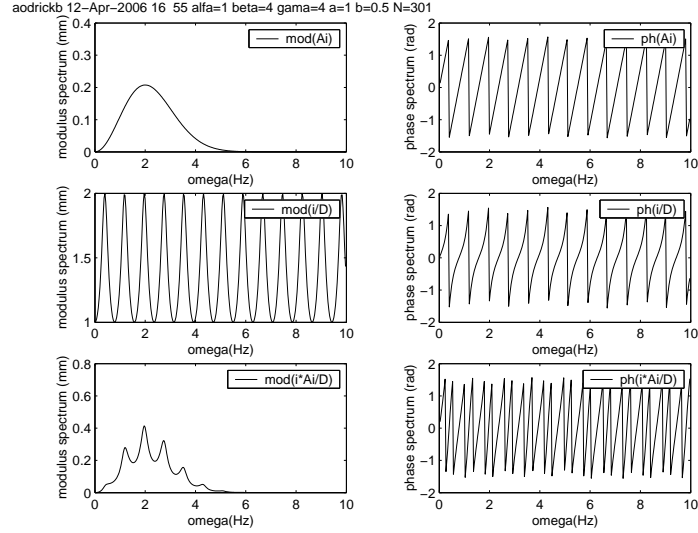 aodrickb 12−Apr−2006 16  55 alfa=1 beta=4 gama=4 a=1 b=0.5 N=301
modulus spectrum (mm)
0.4
0.3
0.2
0.1
0
mod(Ai)
0 2 4 6 8 10
omega(Hz)
phase spectrum (rad)
2
1
0
−1
−2
ph(Ai)
0 2 4 6 8 10
omega(Hz)
modulus spectrum (mm)
2
1.5
1
mod(i/D)
0 2 4 6 8 10
omega(Hz)
phase spectrum (rad)
2
1
0
−1
−2
ph(i/D)
0 2 4 6 8 10
omega(Hz)
modulus spectrum (mm)
0.8
0.6
0.4
0.2
0
mod(i*Ai/D)
0 2 4 6 8 10
omega(Hz)
phase spectrum (rad)
2
1
0
−1
−2
ph(i*Ai/D)
0 2 4 6 8 10
omega(Hz)